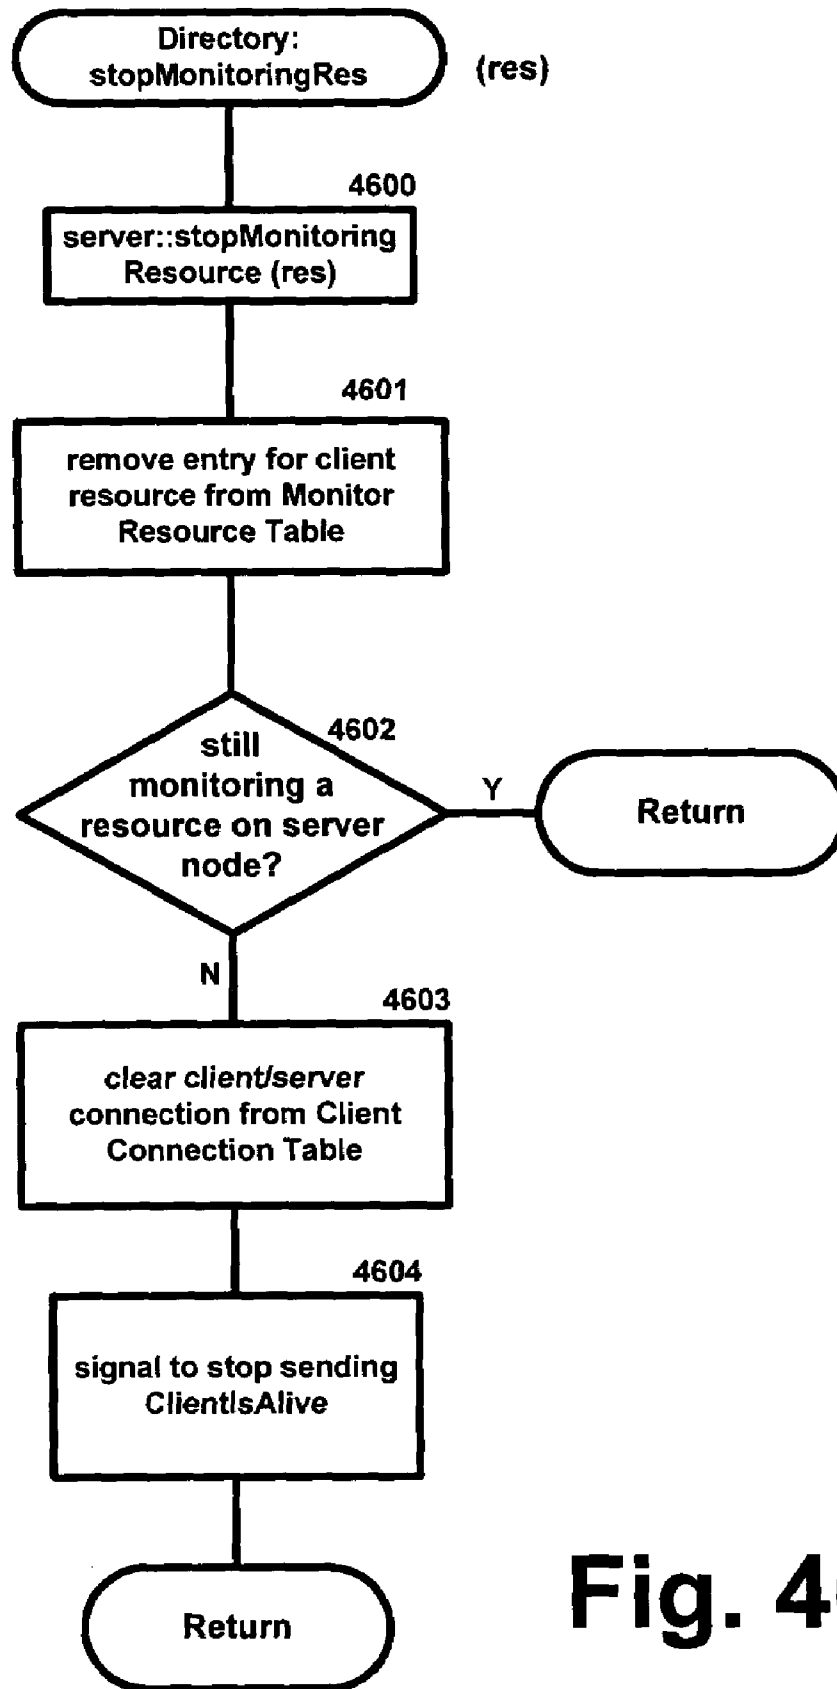 Directory:
stopMonitoringRes
(res)
4600
server::stopMonitoring
Resource (res)
4601
remove entry for client
resource from Monitor
Resource Table
4602
still
monitoring a
resource on server
node?
Y
Return
N
4603
clear client/server
connection from Client
Connection Table
4604
signal to stop sending
ClientIsAlive
Return
Fig. 4